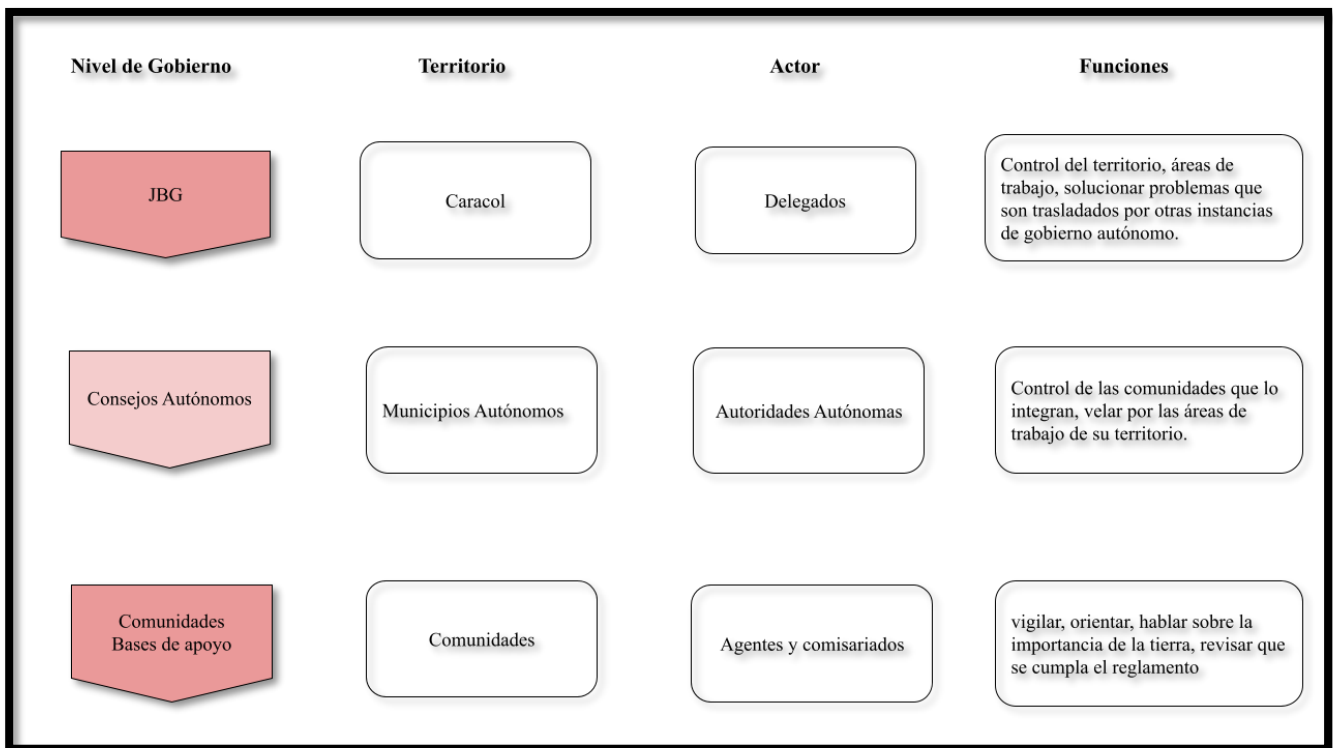 Nivel de Gobierno
Territorio
Actor
Funciones
JBG
Caracol
Delegados
Control del territorio, áreas de
trabajo, solucionar problemas que
son trasladados por otras instancias
de gobierno autónomo.
Consejos Autónomos
Municipios Autónomos
Autoridades Autónomas
Control de las comunidades que lo
integran, velar por las áreas de
trabajo de su territorio.
Comunidades
Bases de apoyo
Comunidades
Agentes y comisariados
vigilar, orientar, hablar sobre la
importancia de la tierra, revisar que
se cumpla el reglamento